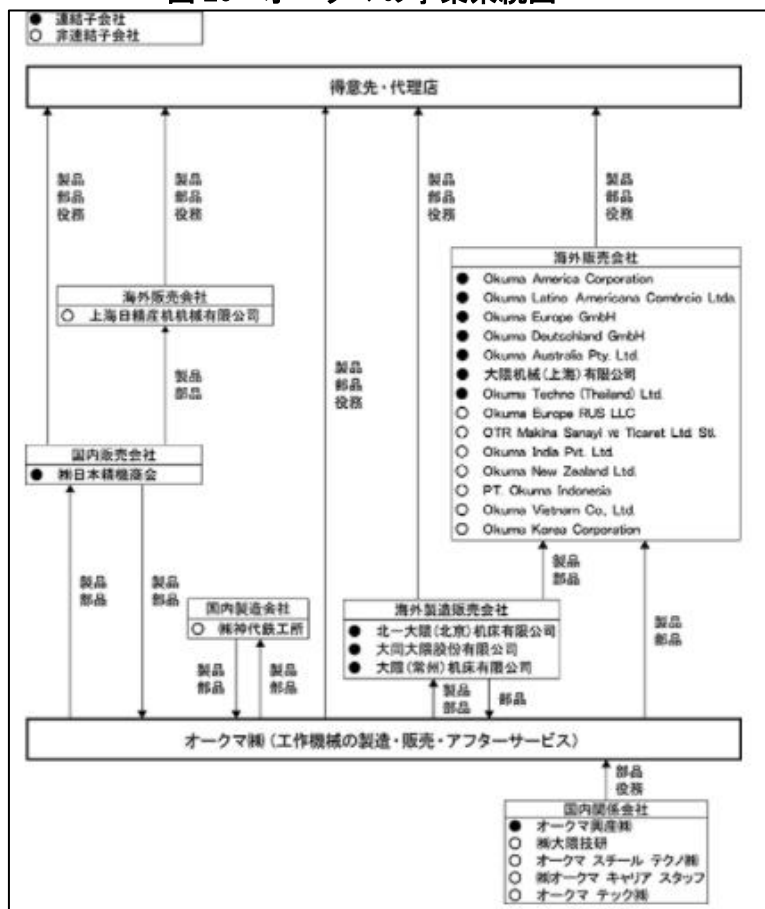 ● 連結子会社
○ 非連結子会社
得意先・代理店
製品
部品
役務
製品
部品
役務
製品
部品
役務
製品
部品
役務
製品
部品
役務
海外販売会社
○ 上海日精産机机械有限公司
製品
部品
国内販売会社
● ㈱日本精機商会
海外販売会社
● Okuma America Corporation
● Okuma Latino Americana Comércio Ltda.
● Okuma Europe GmbH
● Okuma Deutschland GmbH
● Okuma Australia Pty. Ltd.
● 大隈机械(上海)有限公司
● Okuma Techno (Thailand) Ltd.
○ Okuma Europe RUS LLC
○ OTR Makina Sanayi ve Ticaret Ltd. Sti.
○ Okuma India Pvt. Ltd.
○ Okuma New Zealand Ltd.
○ PT. Okuma Indonesia
○ Okuma Vietnam Co., Ltd.
○ Okuma Korea Corporation
製品
部品
製品
部品
国内製造会社
○ ㈱神代鉄工所
製品
部品
製品
部品
海外製造販売会社
● 北一大隈(北京)机床有限公司
● 大同大隈股份有限公司
● 大隈(常州)机床有限公司
製品
部品
部品
製品
部品
製品
部品
オークマ㈱(工作機械の製造・販売・アフターサービス)
部品
役務
国内関係会社
● オークマ興産㈱
○ ㈱大隈技研
○ オークマ スチール テクノ㈱
○ ㈱オークマ キャリア スタッフ
○ オークマ テック㈱